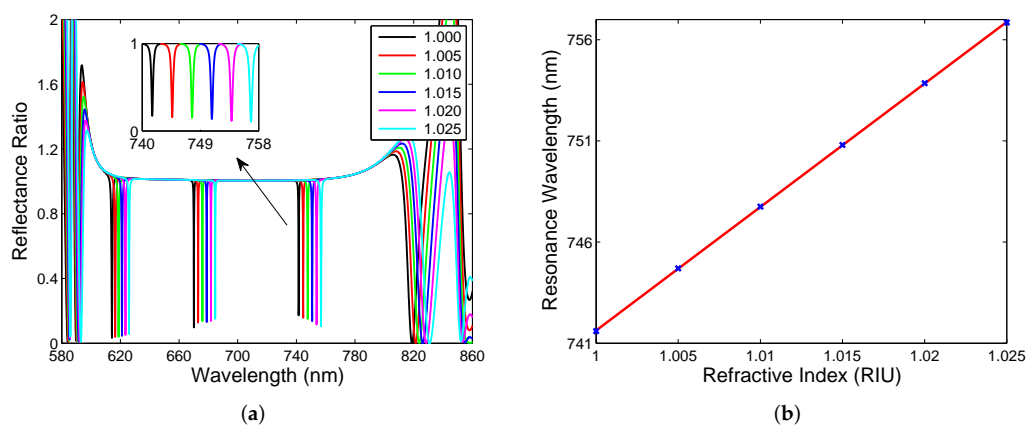 2
1.6
1.2
0.8
0.4
0
Reflectance Ratio
580 620 660 700 740 780 820 860
Wavelength (nm)
1
0
740 749 758
1.000
1.005
1.010
1.015
1.020
1.025
(a)
756
751
746
741
Resonance Wavelength (nm)
1 1.005 1.01 1.015 1.02 1.025
Refractive Index (RIU)
(b)